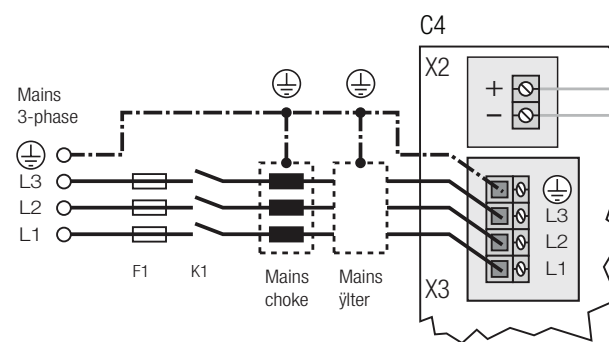 C4
X2
+
−
Mains
3-phase
L3
L2
L1
F1
K1
Mains
choke
Mains
ÿlter
L3
L2
L1
X3